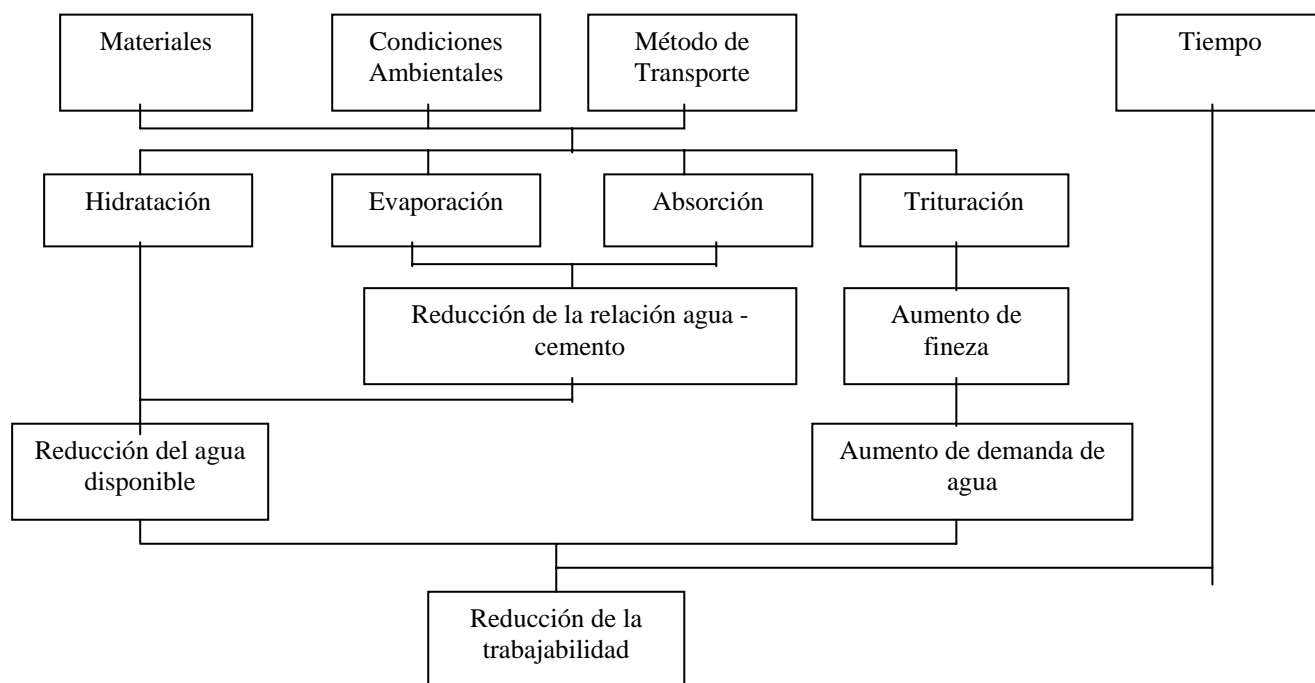 Materiales
Condiciones
Ambientales
Método de
Transporte
Tiempo
Hidratación
Evaporación
Absorción
Trituración
Reducción de la relación agua -
cemento
Aumento de
fineza
Reducción del agua
disponible
Aumento de demanda de
agua
Reducción de la
trabajabilidad